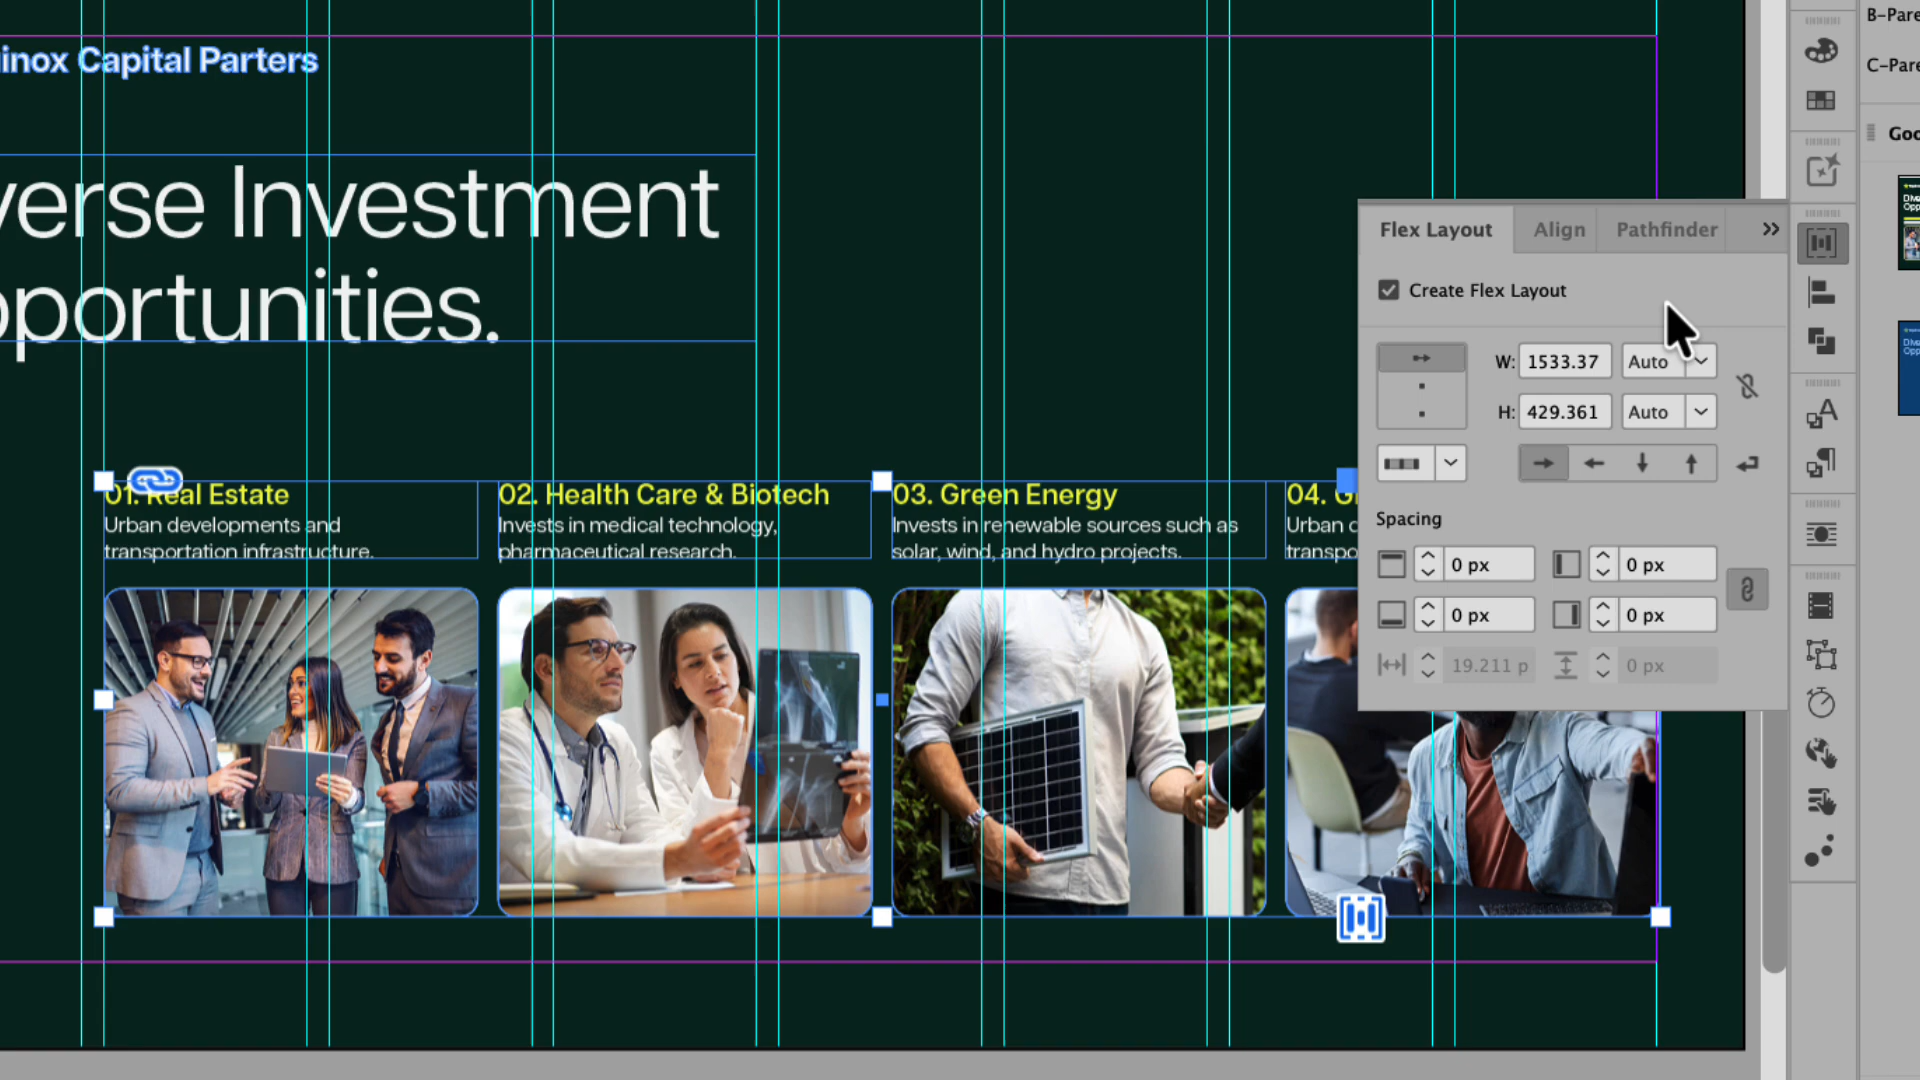 inox Capital Parters
verse Investment
pportunities.
01. Real Estate
Urban developments and
transportation infrastructure.
02. Health Care & Biotech
Invests in medical technology,
pharmaceutical research.
03. Green Energy
Invests in renewable sources such as
solar, wind, and hydro projects.
04. G
Urban d
transpo
Flex Layout
Align
Pathfinder
Create Flex Layout
W: 1533.37 Auto
H: 429.361 Auto
Spacing
0 px 0 px
0 px 0 px
19.211 p 0 px
B-Pare
C-Pare
Goo